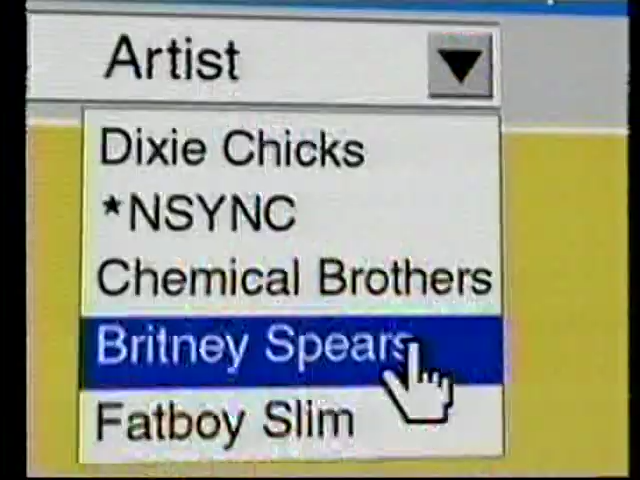 Artist
Dixie Chicks
*NSYNC
Chemical Brothers
Britney Spears
Fatboy Slim